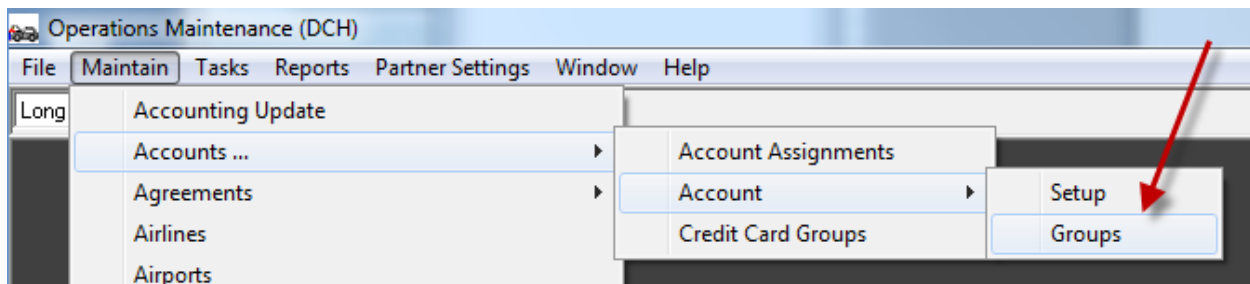 Operations Maintenance (DCH)
File Maintain Tasks Reports Partner Settings Window Help
Long
Accounting Update
Accounts ...
Agreements
Airlines
Airports
Account Assignments
Account
Credit Card Groups
Setup
Groups